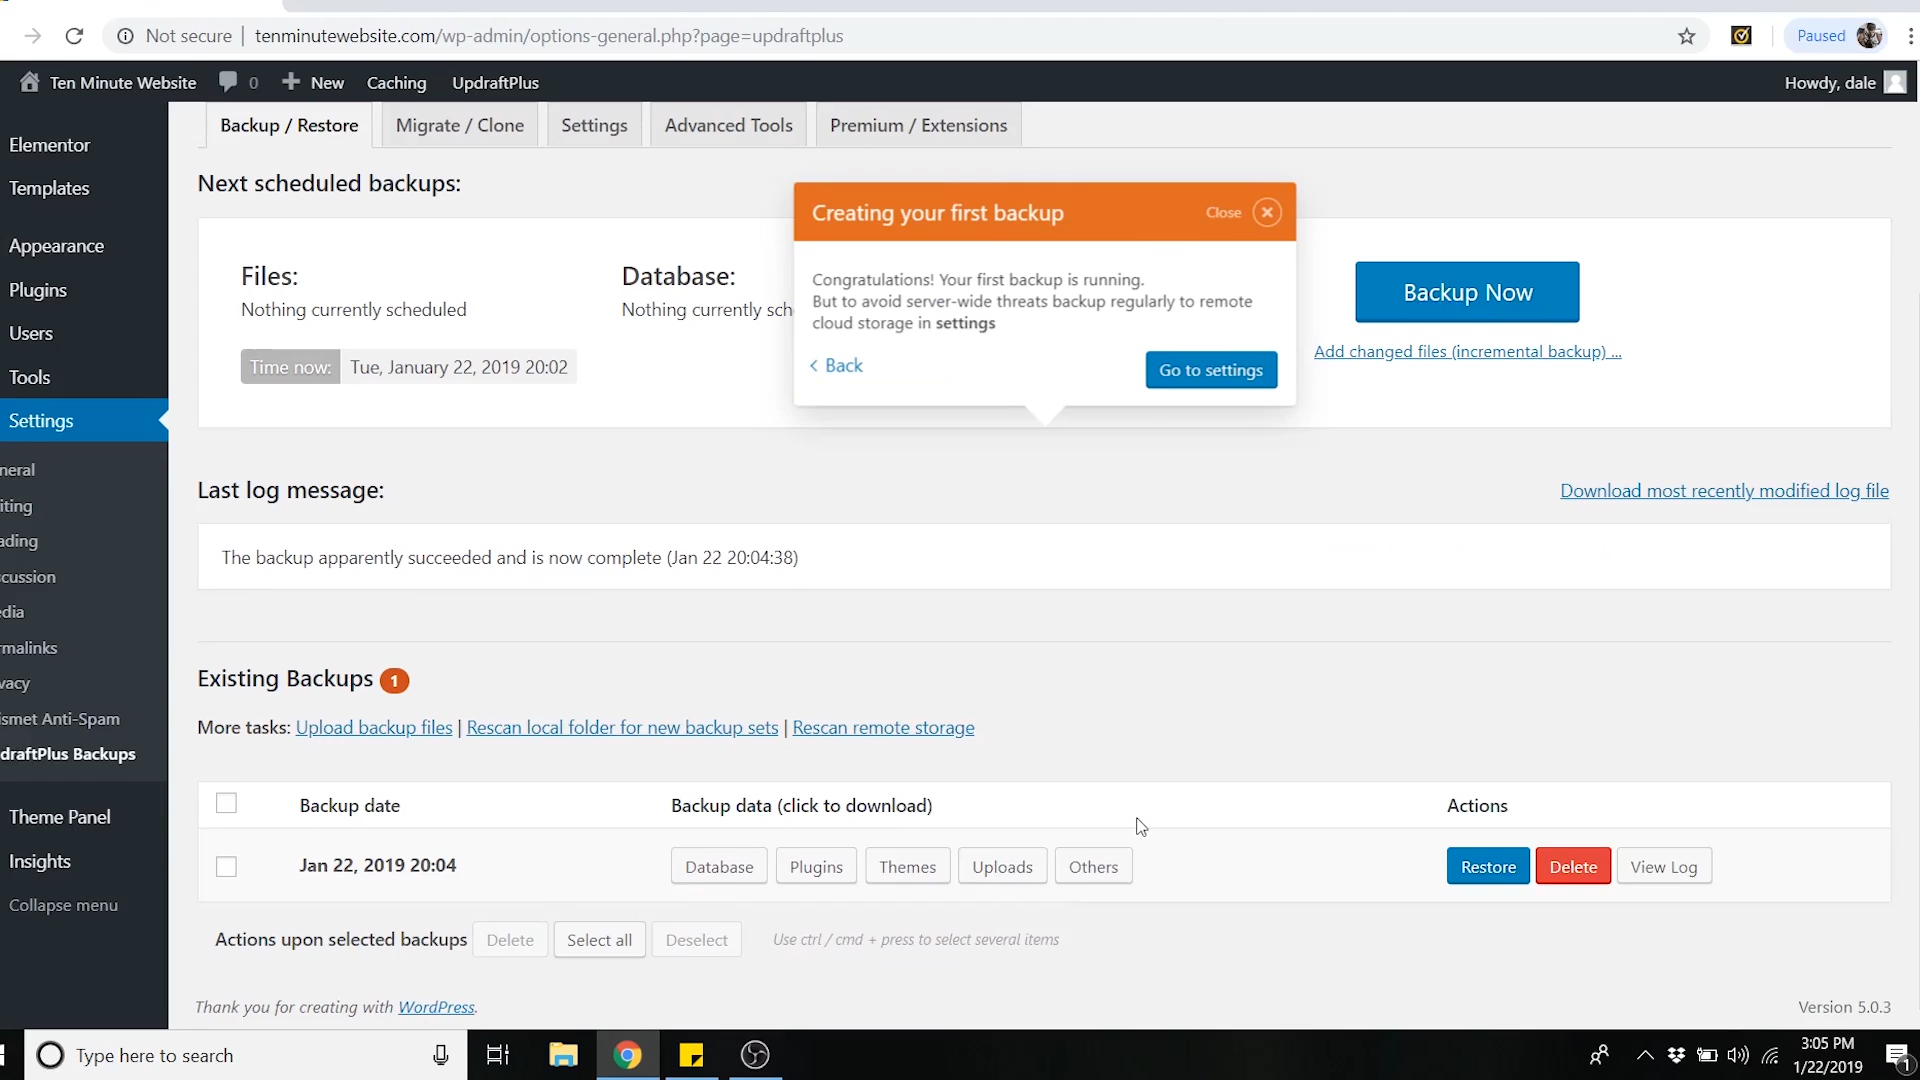 Not secure | tenminutewebsite.com/wp-admin/options-general.php?page=updraftplus
Paused
Ten Minute Website
0
New
Caching
UpdraftPlus
Howdy, dale
Elementor
Templates
Appearance
Plugins
Users
Tools
Settings
neral
iting
ading
scussion
edia
rmalinks
vacy
ismet Anti-Spam
draftPlus Backups
Theme Panel
Insights
Collapse menu
Backup / Restore
Migrate / Clone
Settings
Advanced Tools
Premium / Extensions
Next scheduled backups:
Files:
Nothing currently scheduled
Database:
Nothing currently sch
Time now: Tue, January 22, 2019 20:02
Creating your first backup
Close
Congratulations! Your first backup is running.
But to avoid server-wide threats backup regularly to remote
cloud storage in settings
< Back
Go to settings
Backup Now
Add changed files (incremental backup) ...
Last log message:
Download most recently modified log file
The backup apparently succeeded and is now complete (Jan 22 20:04:38)
Existing Backups 1
More tasks: Upload backup files | Rescan local folder for new backup sets | Rescan remote storage
Backup date
Backup data (click to download)
Actions
Jan 22, 2019 20:04
Database
Plugins
Themes
Uploads
Others
Restore
Delete
View Log
Actions upon selected backups
Delete
Select all
Deselect
Use ctrl / cmd + press to select several items
Thank you for creating with WordPress.
Version 5.0.3
Type here to search
3:05 PM
1/22/2019
1